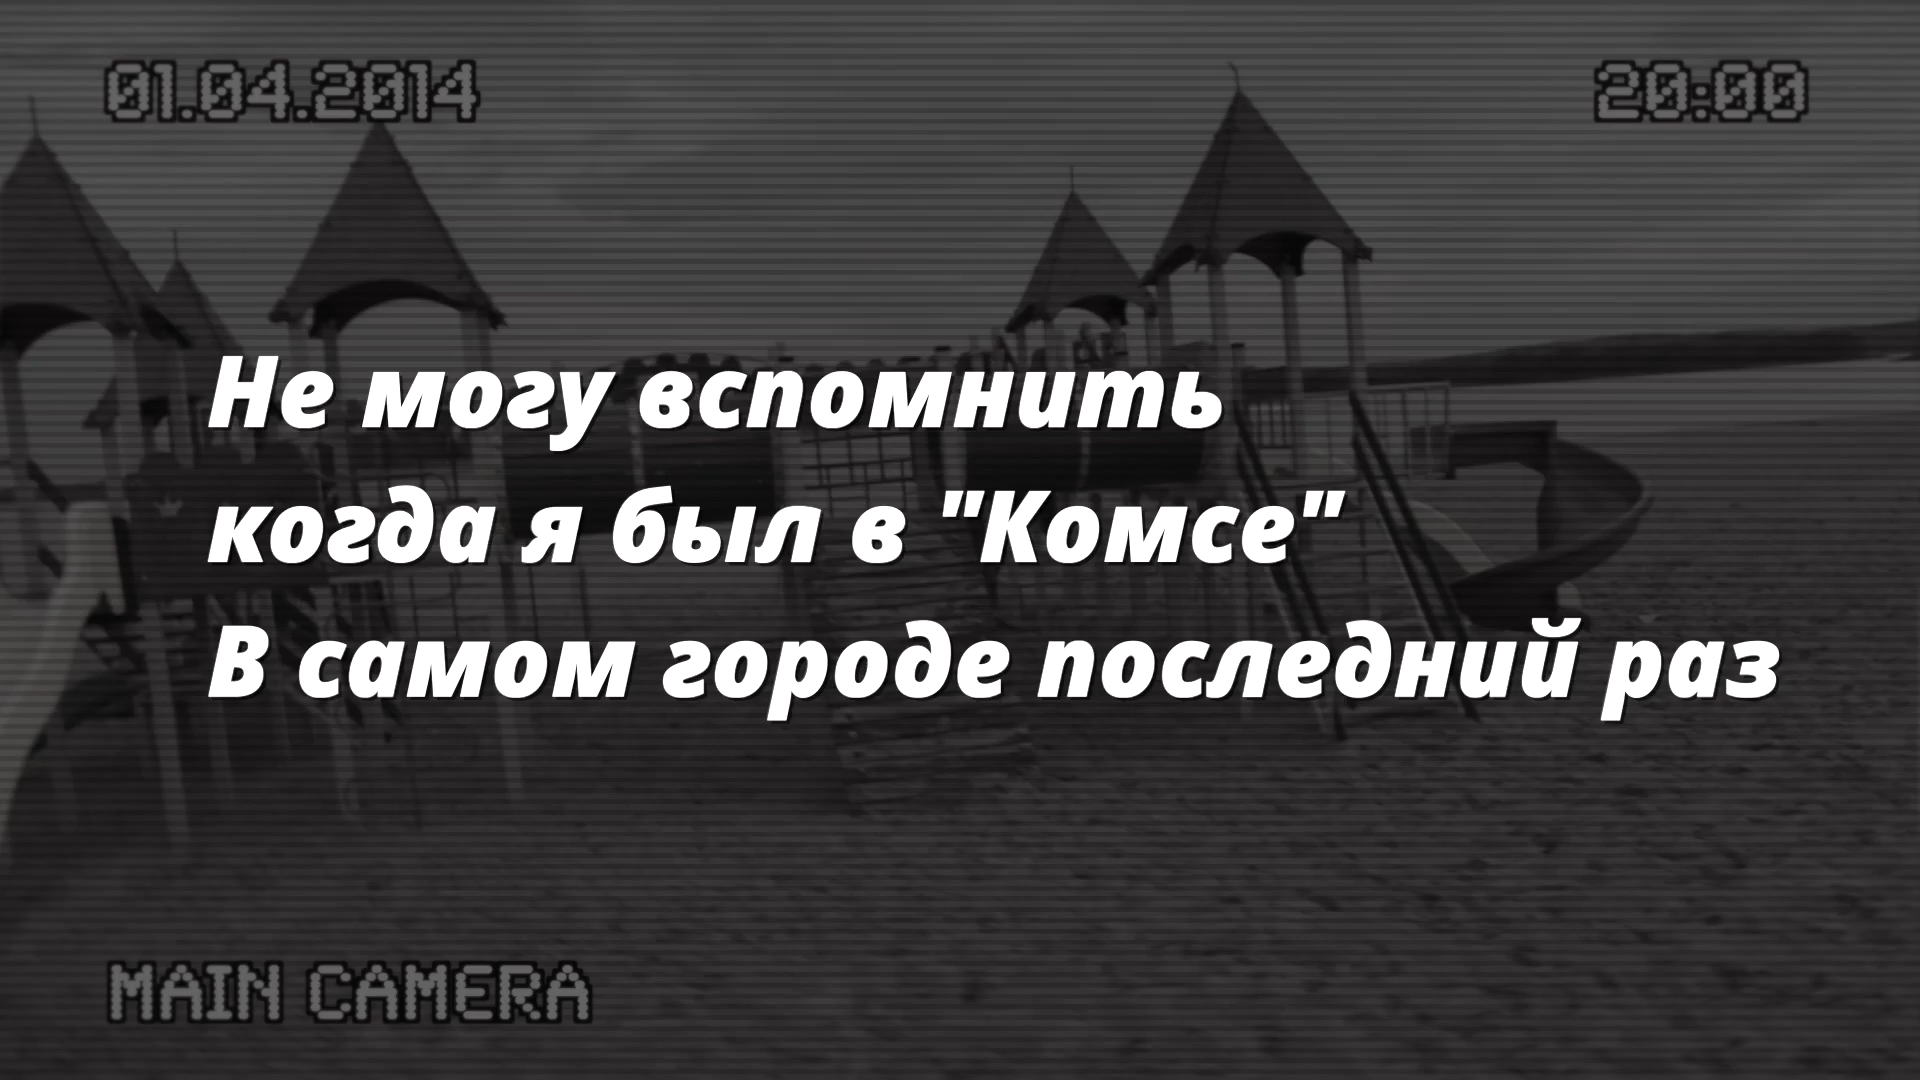 01.04.2014
20:00
Не могу вспомнить
когда я был в "Комсе"
В самом городе последний раз
MAIN CAMERA